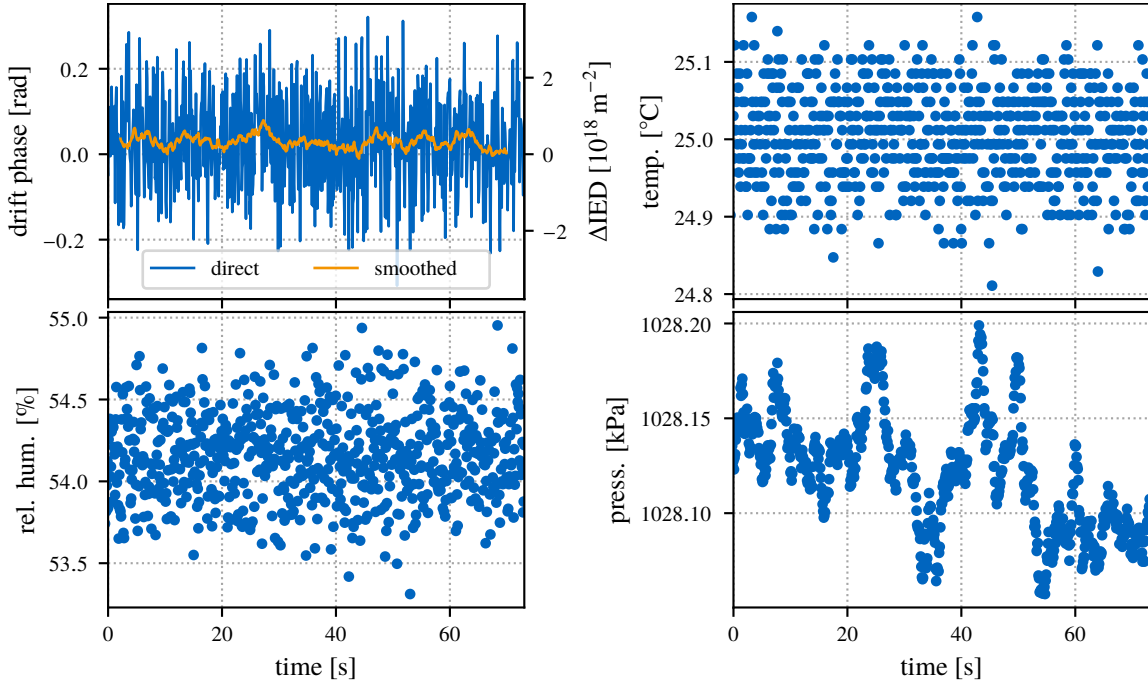 drift phase [rad]
0.2
0.0
−0.2
direct
smoothed
2
0
−2
ΔIED [10¹⁸ m⁻²]
temp. [°C]
25.1
25.0
24.9
24.8
rel. hum. [%]
55.0
54.5
54.0
53.5
0 20 40 60
time [s]
press. [kPa]
1028.20
1028.15
1028.10
0 20 40 60
time [s]